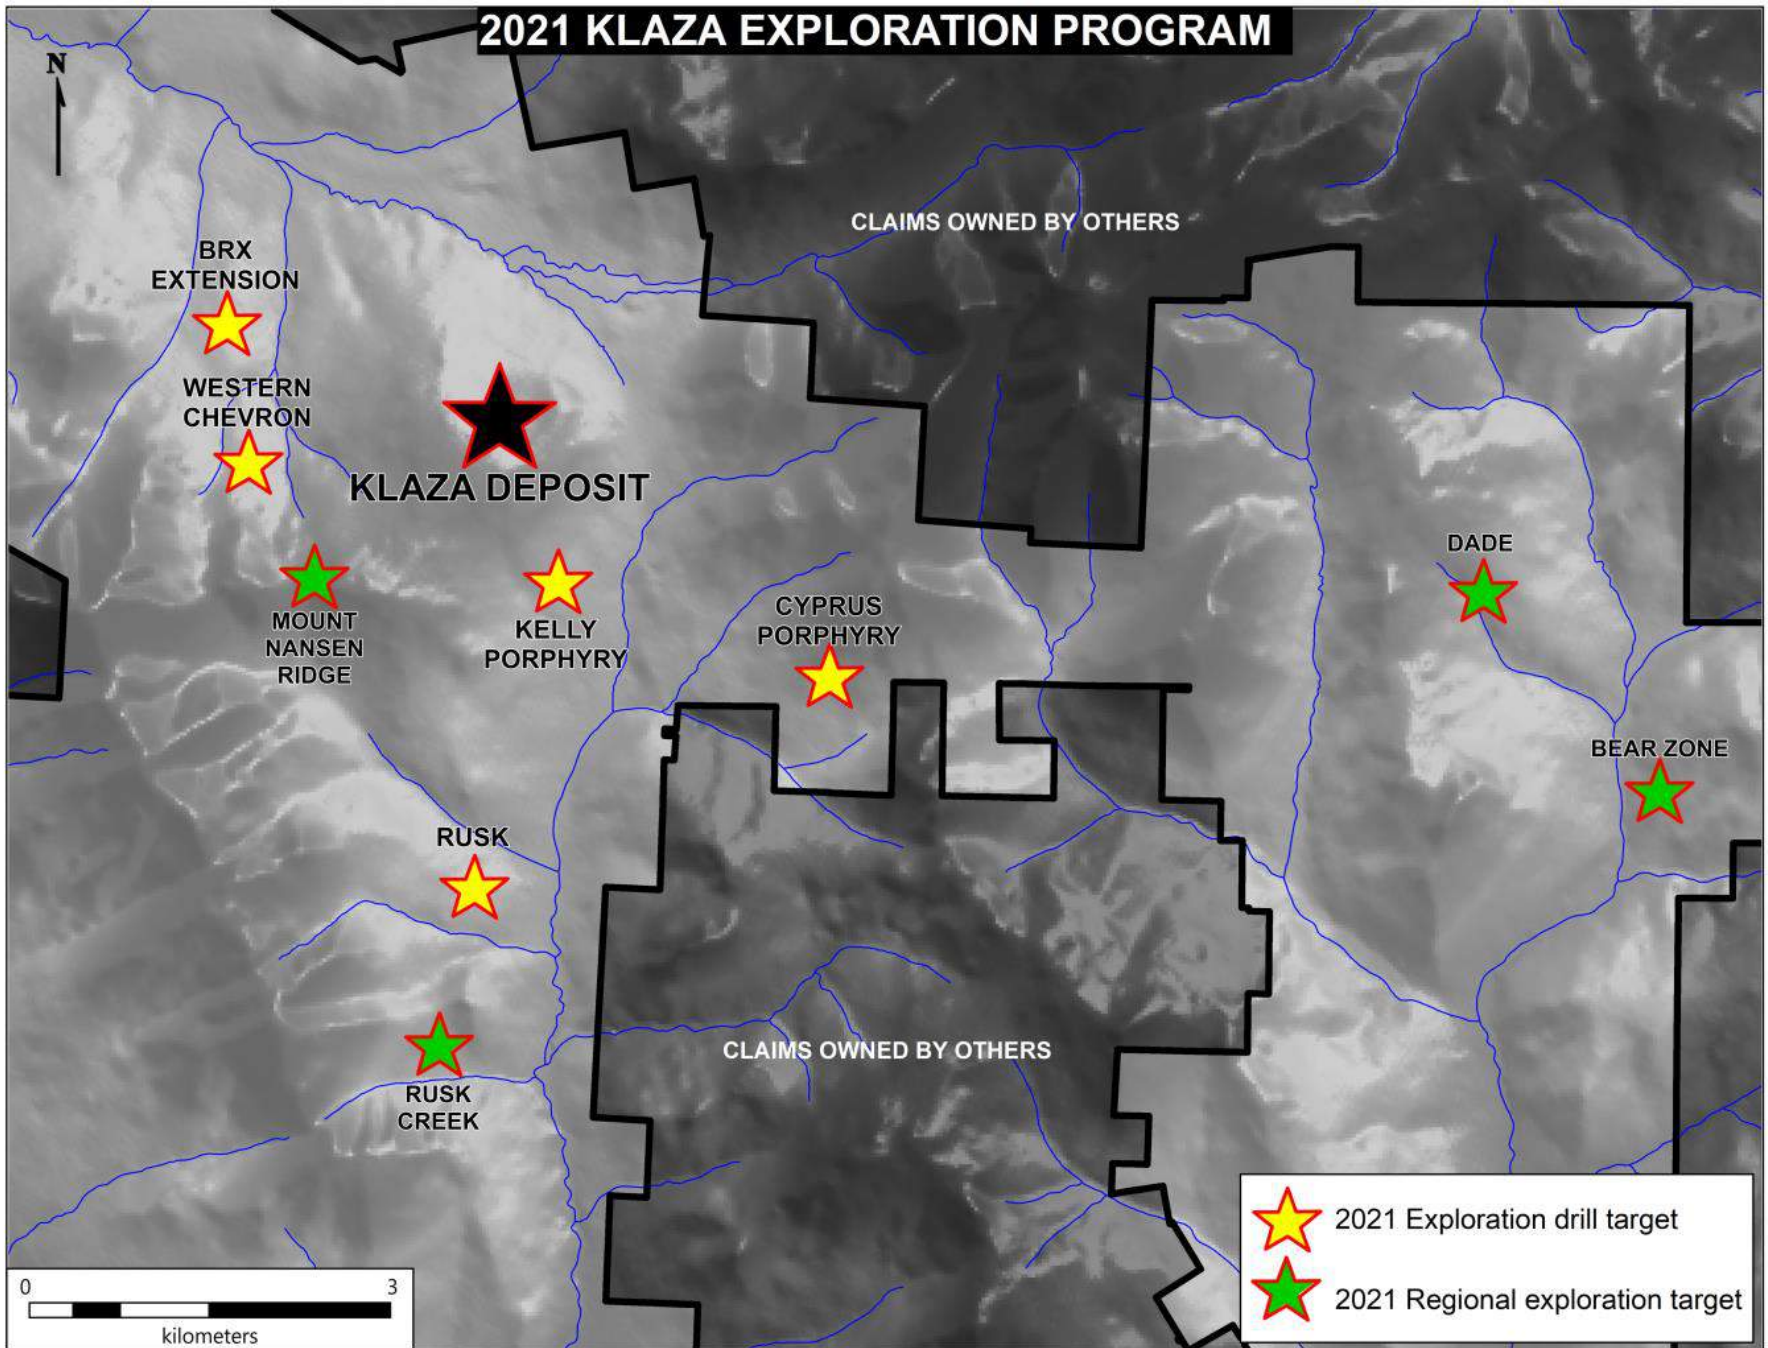 2021 KLAZA EXPLORATION PROGRAM
N
CLAIMS OWNED BY OTHERS
BRX
EXTENSION
WESTERN
CHEVRON
KLAZA DEPOSIT
DADE
MOUNT
NANSEN
RIDGE
KELLY
PORPHYRY
CYPRUS
PORPHYRY
BEAR ZONE
RUSK
CLAIMS OWNED BY OTHERS
RUSK
CREEK
2021 Exploration drill target
2021 Regional exploration target
0 3
kilometers